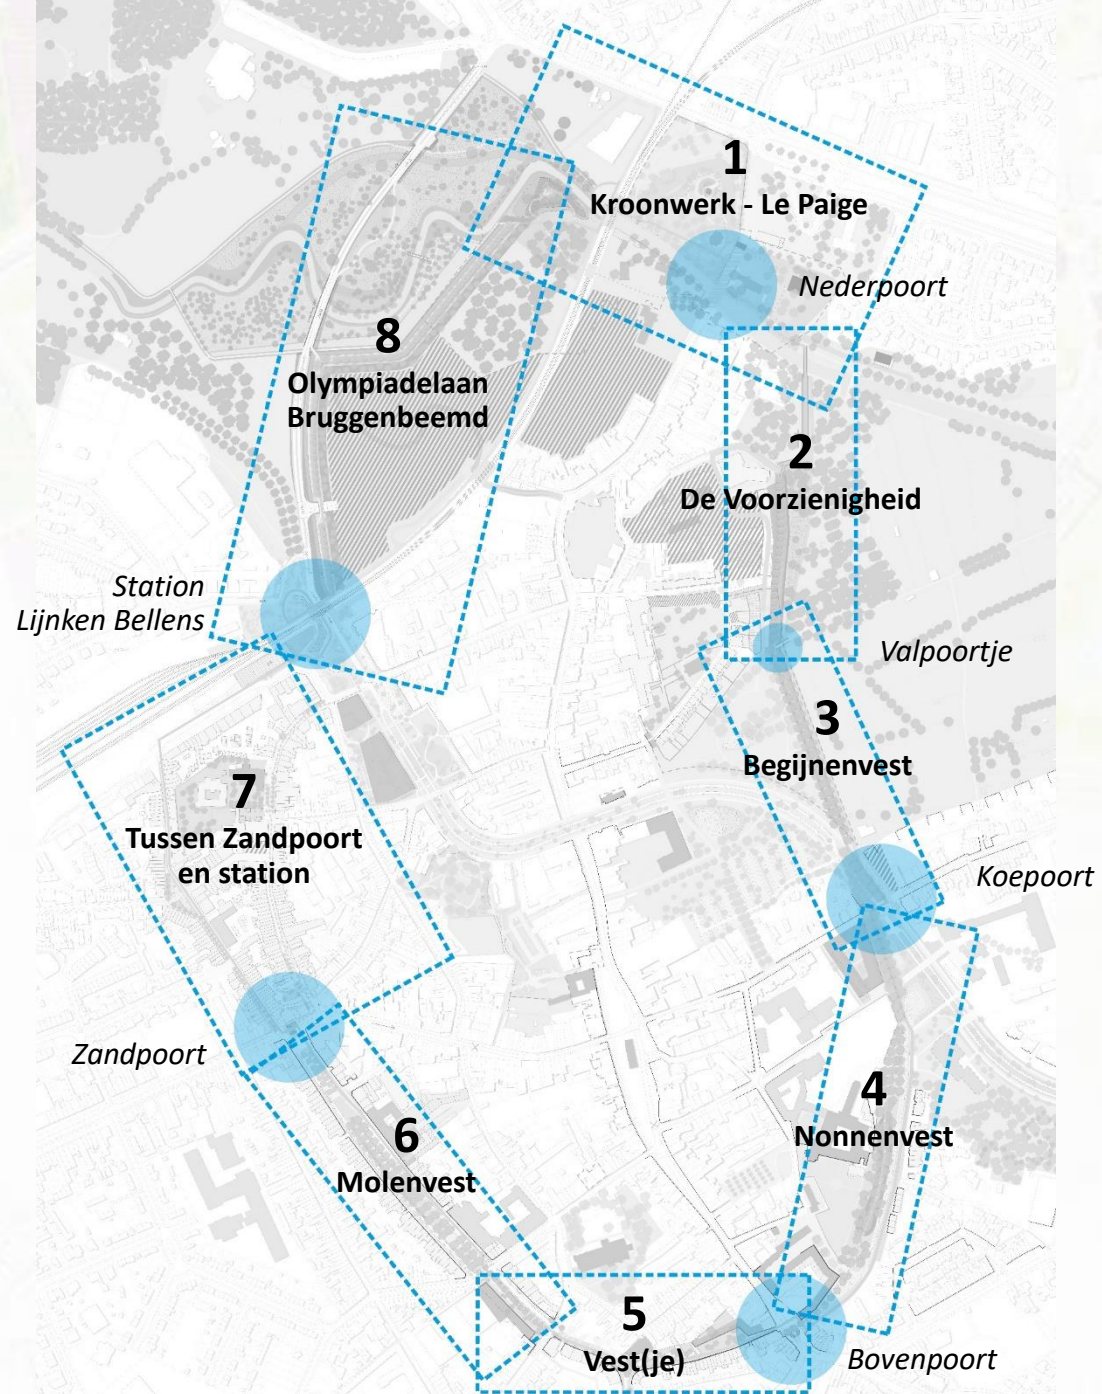 1
Kroonwerk - Le Paige
Nederpoort
8
Olympiadelaan
Bruggenbeemd
2
De Voorzienigheid
Station
Lijnken Bellens
Valpoortje
3
Begijnenvest
7
Tussen Zandpoort
en station
Koepoort
Zandpoort
4
Nonnenvest
6
Molenvest
5
Vest(je)
Bovenpoort